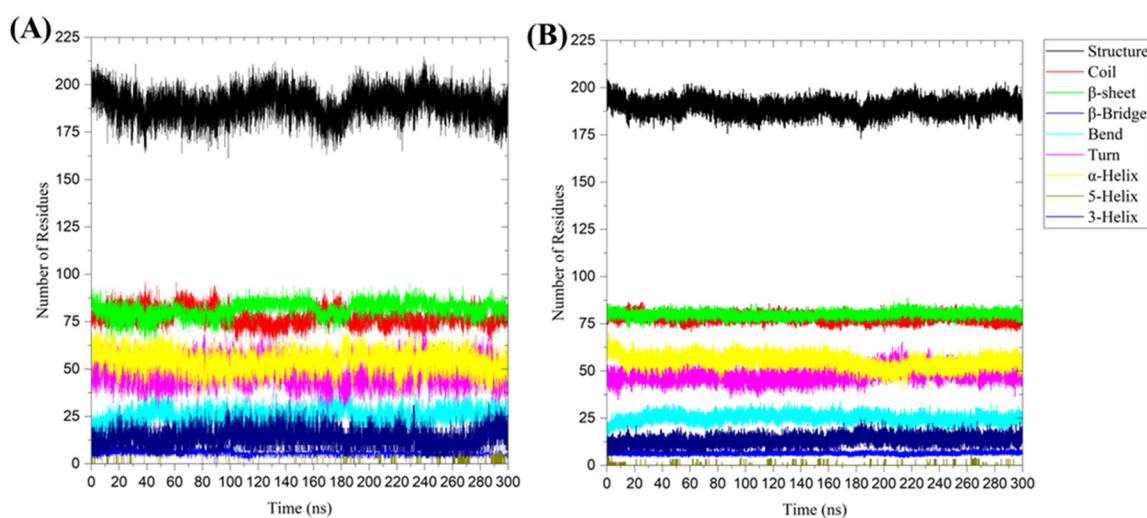 (A)
225
200
175
150
125
100
75
50
25
0
Number of Residues
0 20 40 60 80 100 120 140 160 180 200 220 240 260 280 300
Time (ns)
(B)
225
200
175
150
125
100
75
50
25
0
Number of Residues
0 20 40 60 80 100 120 140 160 180 200 220 240 260 280 300
Time (ns)
Structure
Coil
β-sheet
β-Bridge
Bend
Turn
α-Helix
5-Helix
3-Helix